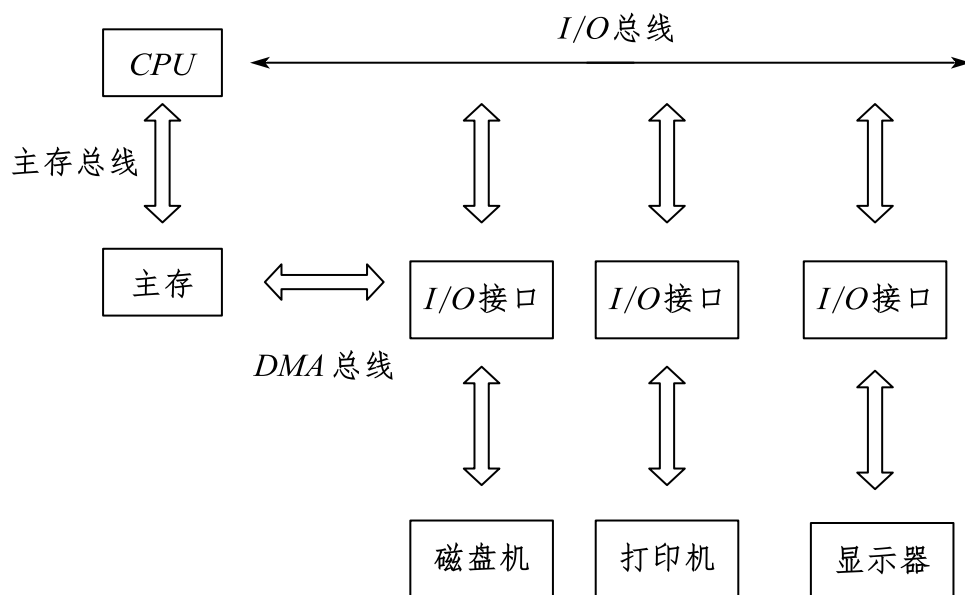 I/O总线
CPU
主存总线
主存
I/O接口
I/O接口
I/O接口
DMA总线
磁盘机
打印机
显示器